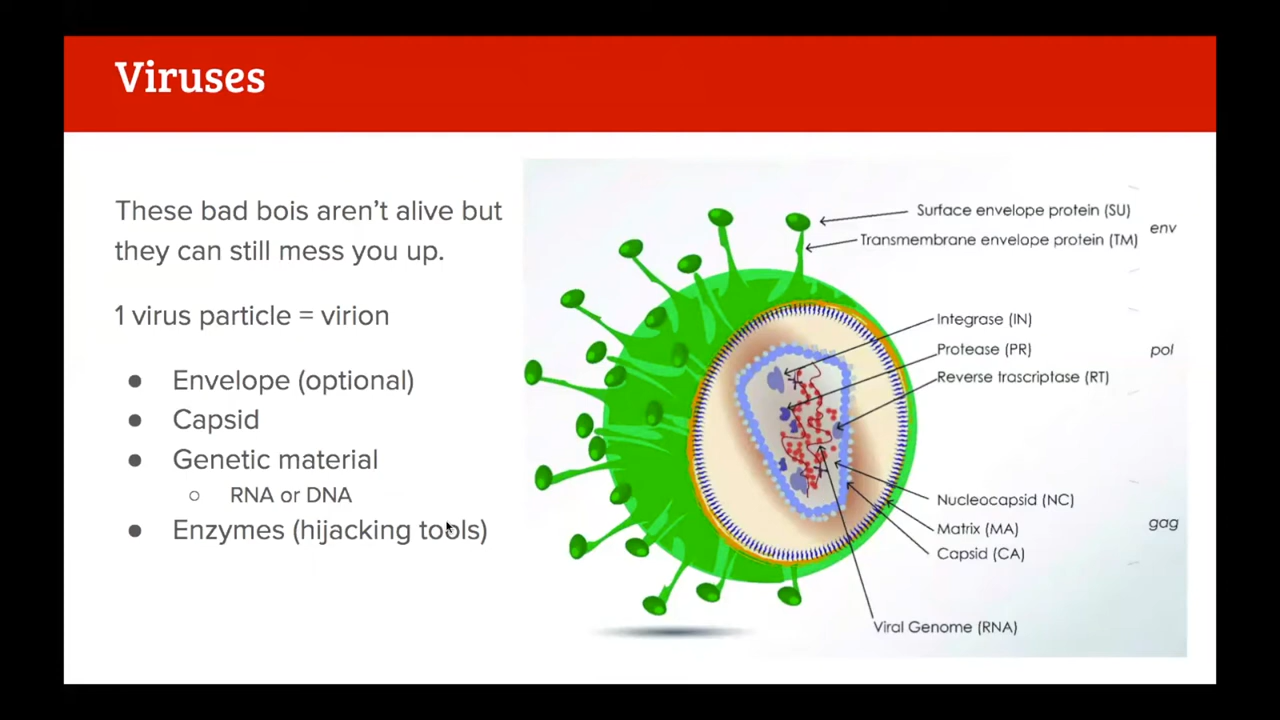 Viruses
These bad bois aren't alive but
they can still mess you up.
1 virus particle = virion
● Envelope (optional)
● Capsid
● Genetic material
○ RNA or DNA
● Enzymes (hijacking tools)
Surface envelope protein (SU)
Transmembrane envelope protein (TM)
env
Integrase (IN)
Protease (PR)
Reverse trascriptase (RT)
pol
Nucleocapsid (NC)
Matrix (MA)
Capsid (CA)
gag
Viral Genome (RNA)